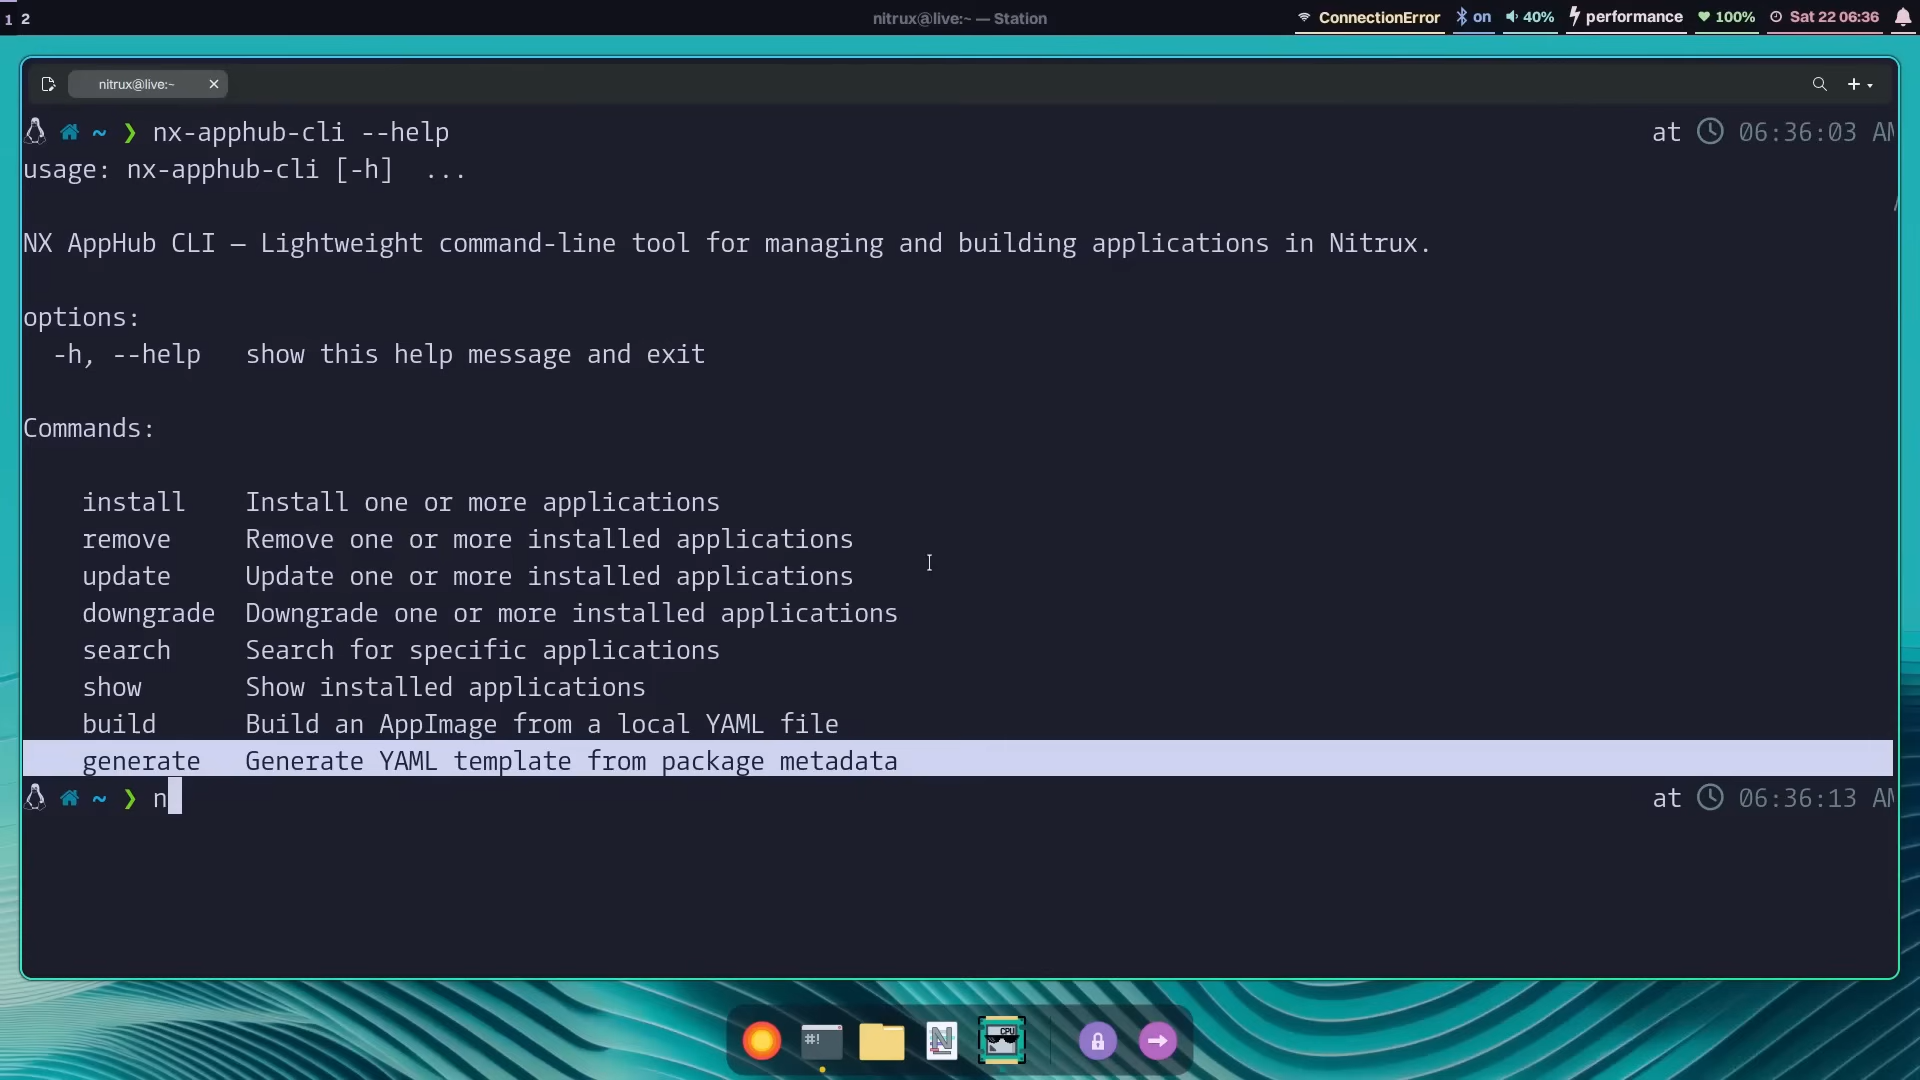 1 2
nitrux@live:~ — Station
ConnectionError on 40% performance 100% Sat 22 06:36
nitrux@live:~
~ ❯ nx-apphub-cli --help at 06:36:03 AM
usage: nx-apphub-cli [-h]  ...
NX AppHub CLI — Lightweight command-line tool for managing and building applications in Nitrux.
options:
-h, --help show this help message and exit
Commands:
install Install one or more applications
remove Remove one or more installed applications
update Update one or more installed applications
downgrade Downgrade one or more installed applications
search Search for specific applications
show Show installed applications
build Build an AppImage from a local YAML file
generate Generate YAML template from package metadata
~ ❯ n at 06:36:13 AM
#!
N
CPU